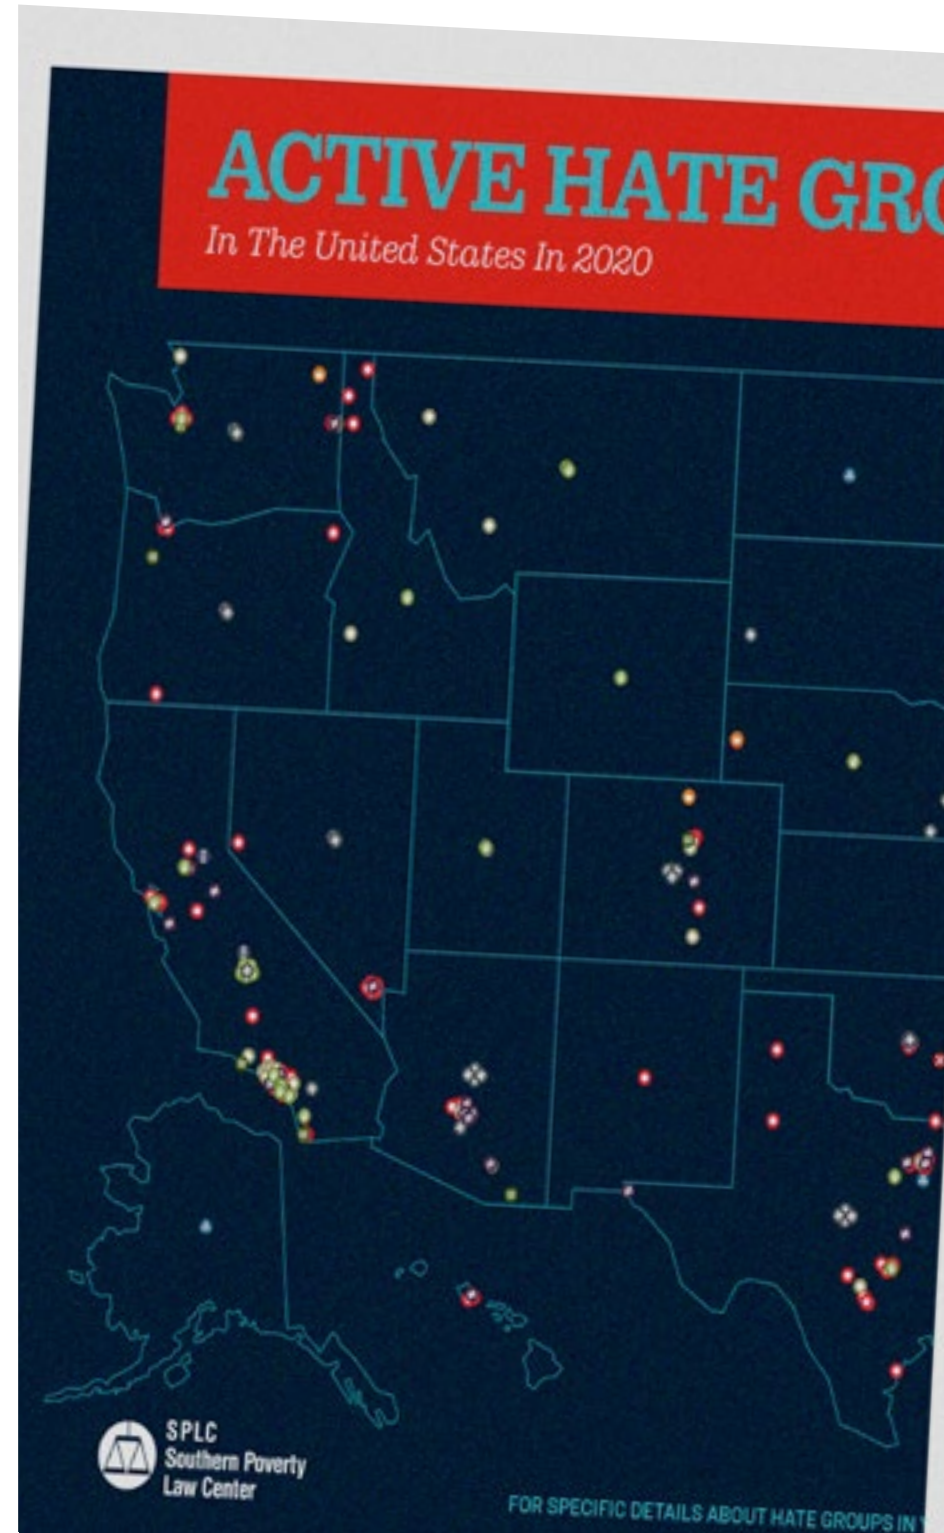 ACTIVE HATE GRO
In The United States In 2020
SPLC
Southern Poverty
Law Center
FOR SPECIFIC DETAILS ABOUT HATE GROUPS IN